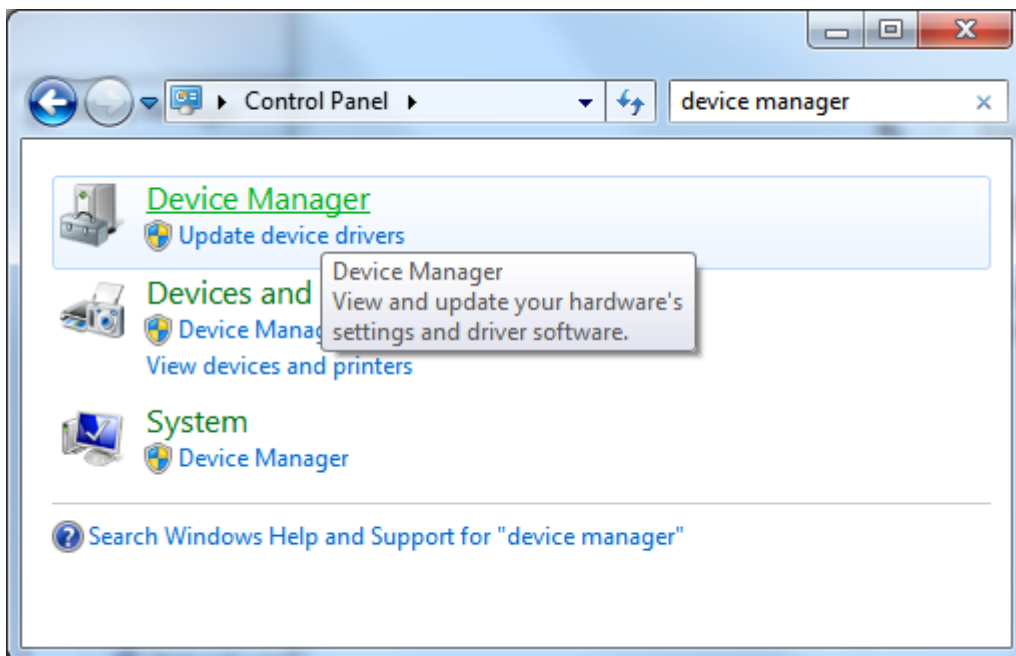 Control Panel
device manager
Device Manager
Update device drivers
Device Manager
View and update your hardware's
settings and driver software.
Devices and
Device Manag
View devices and printers
System
Device Manager
Search Windows Help and Support for "device manager"